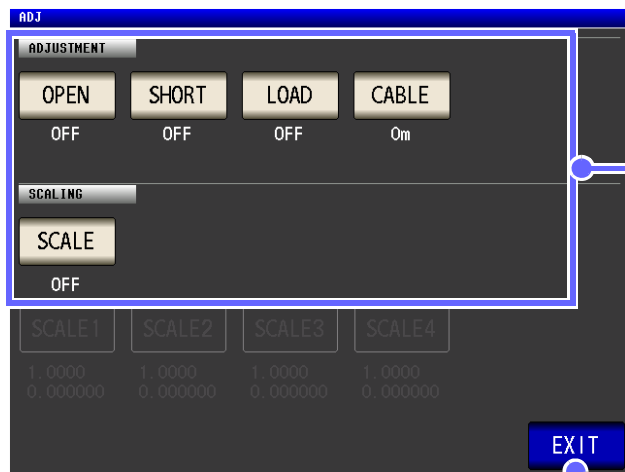 ADJ
ADJUSTMENT
OPEN SHORT LOAD CABLE
OFF OFF OFF 0m
SCALING
SCALE
OFF
SCALE1 SCALE2 SCALE3 SCALE4
1.0000 1.0000 1.0000 1.0000
0.000000 0.000000 0.000000 0.000000
EXIT